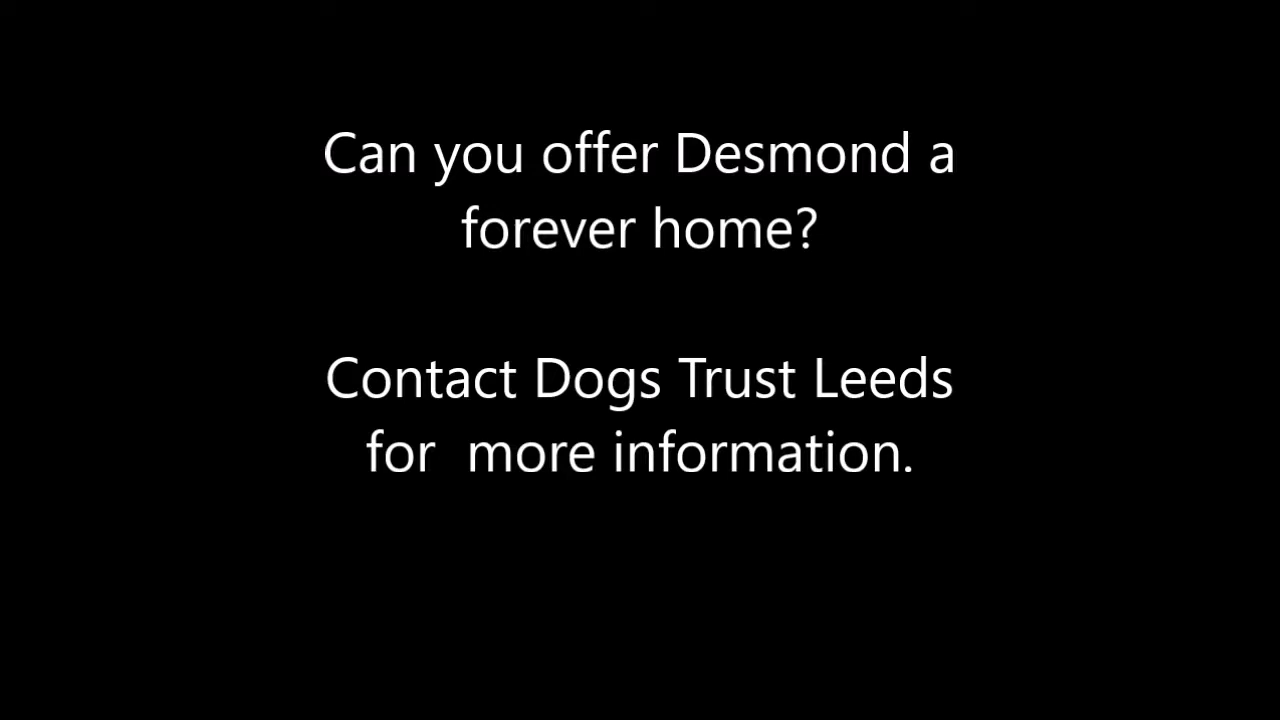 Can you offer Desmond a
forever home?
Contact Dogs Trust Leeds
for  more information.